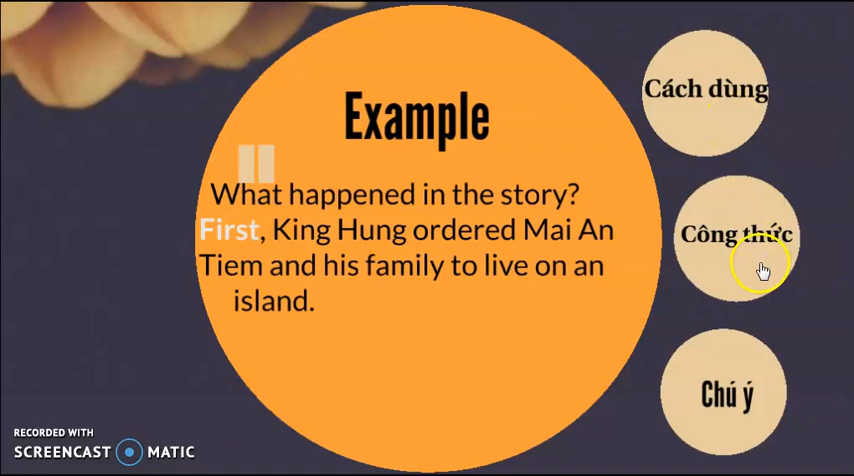 Example
What happened in the story?
First, King Hung ordered Mai An
Tiem and his family to live on an
island.
Cách dùng
Công thức
Chú ý
RECORDED WITH
SCREENCAST MATIC